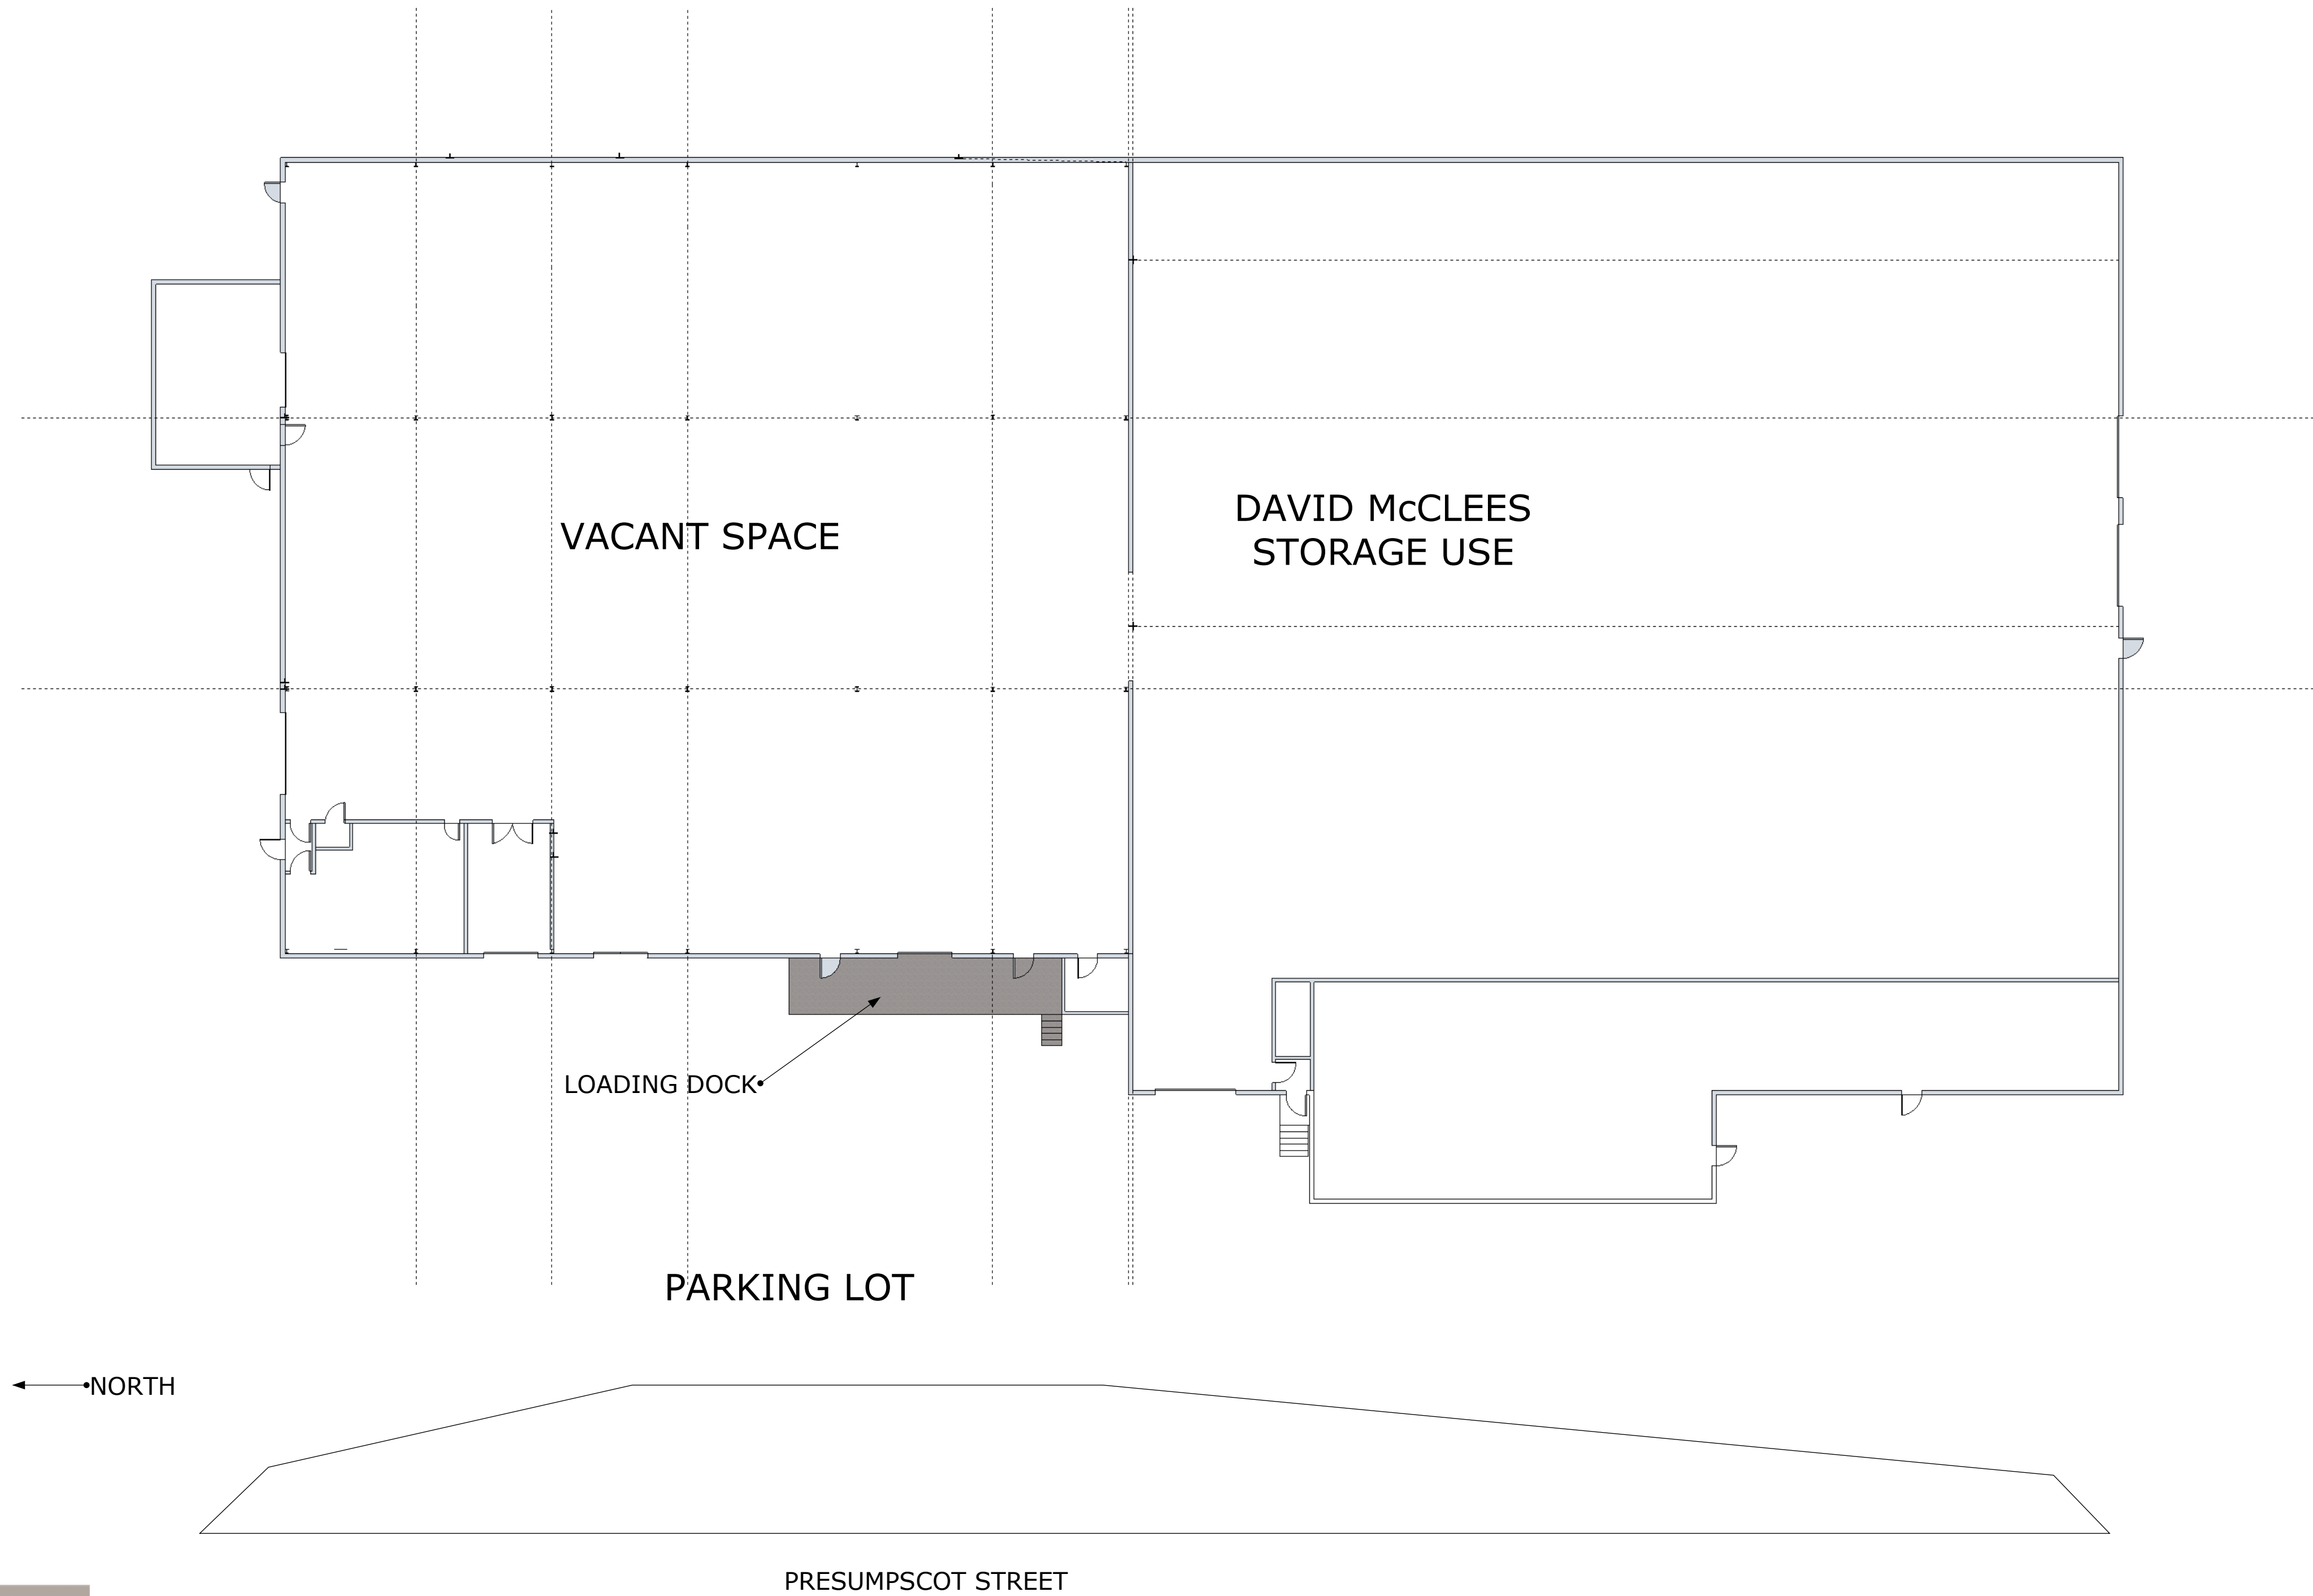 VACANT SPACE
DAVID McCLEES
STORAGE USE
LOADING DOCK
PARKING LOT
NORTH
PRESUMPSCOT STREET